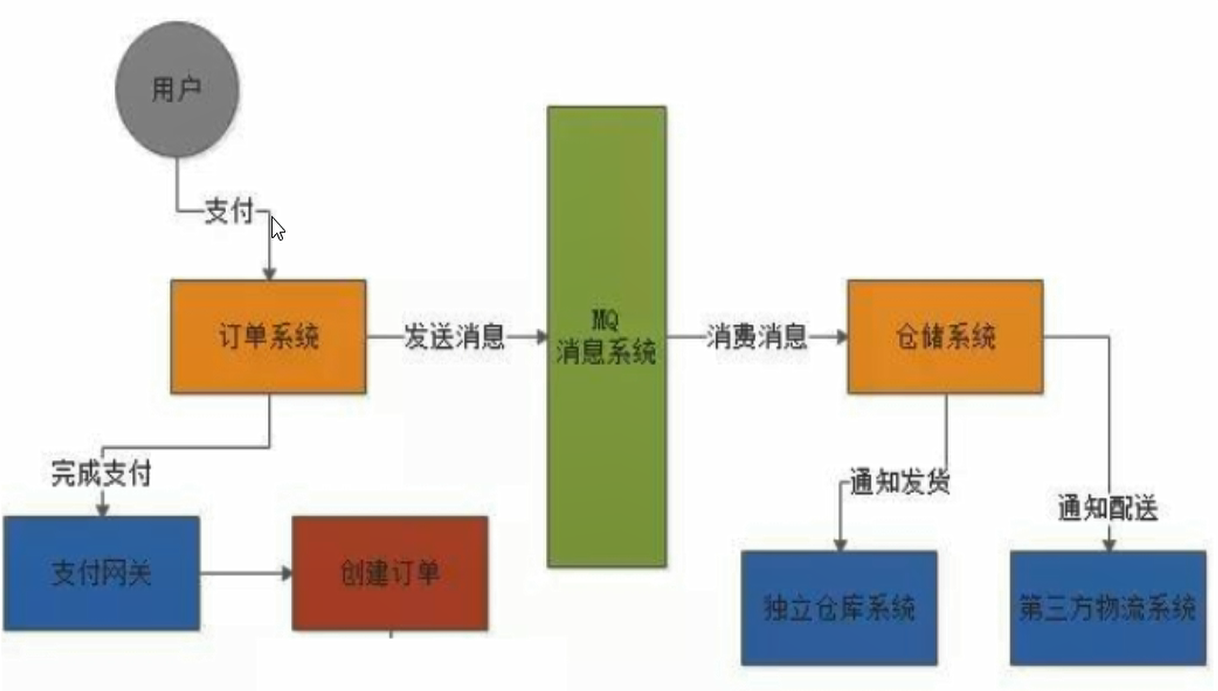 用户
支付
订单系统
发送消息
MQ
消息系统
消费消息
仓储系统
完成支付
通知发货
通知配送
支付网关
创建订单
独立仓库系统
第三方物流系统